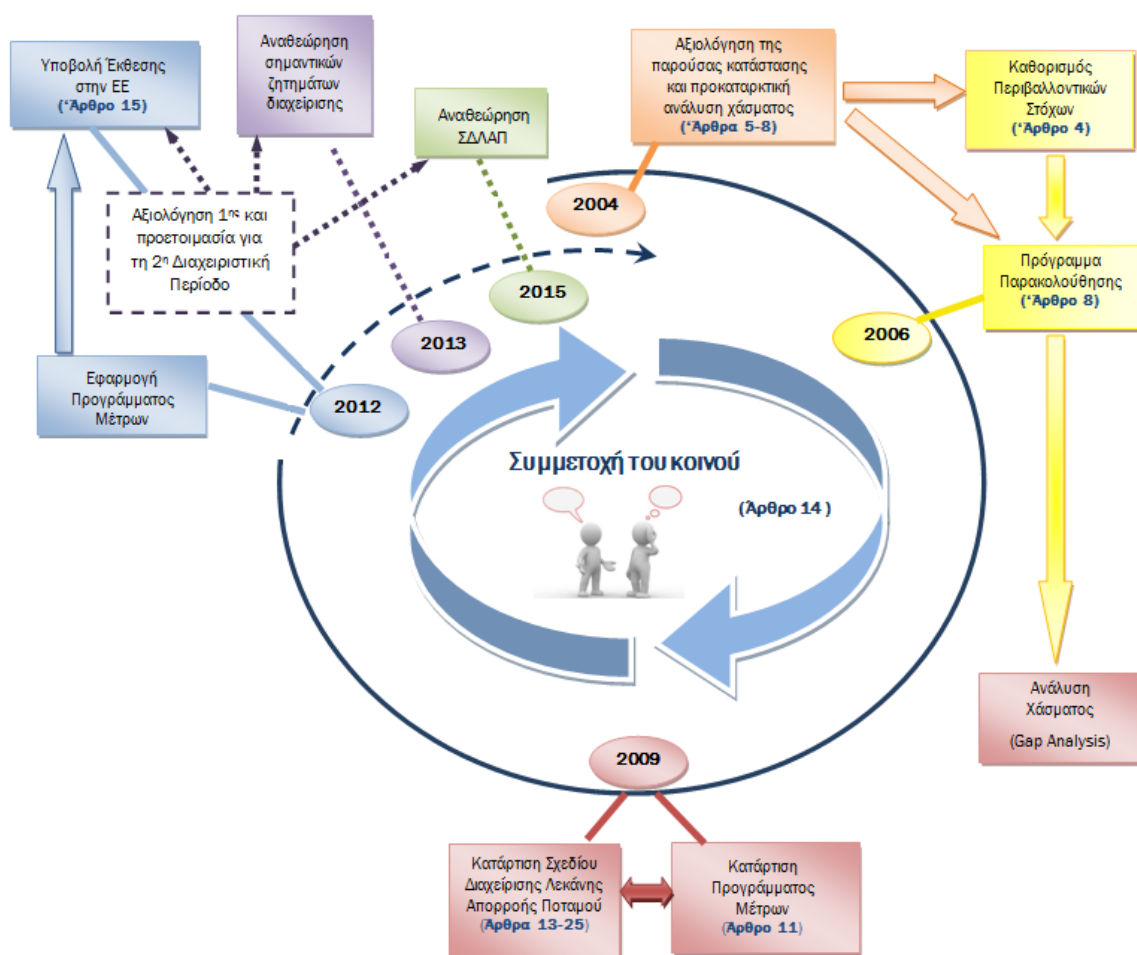 Υποβολή Έκθεσης
στην ΕΕ
(‘Άρθρο 15)
Αναθεώρηση
σημαντικών
ζητημάτων
διαχείρισης
Αναθεώρηση
ΣΔΛΑΠ
Αξιολόγηση της
παρούσας κατάστασης
και προκαταρκτική
ανάλυση χάσματος
(‘Άρθρα 5-8)
Καθορισμός
Περιβαλλοντικών
Στόχων
(‘Άρθρο 4)
Αξιολόγηση 1ης και
προετοιμασία για
τη 2η Διαχειριστική
Περίοδο
2004
2015
2013
2012
2006
Πρόγραμμα
Παρακολούθησης
(‘Άρθρο 8)
Εφαρμογή
Προγράμματος
Μέτρων
Συμμετοχή του κοινού
(Άρθρο 14 )
Ανάλυση
Χάσματος
(Gap Analysis)
2009
Κατάρτιση Σχεδίου
Διαχείρισης Λεκάνης
Απορροής Ποταμού
(Άρθρα 13-25)
Κατάρτιση
Προγράμματος
Μέτρων
(Άρθρο 11)